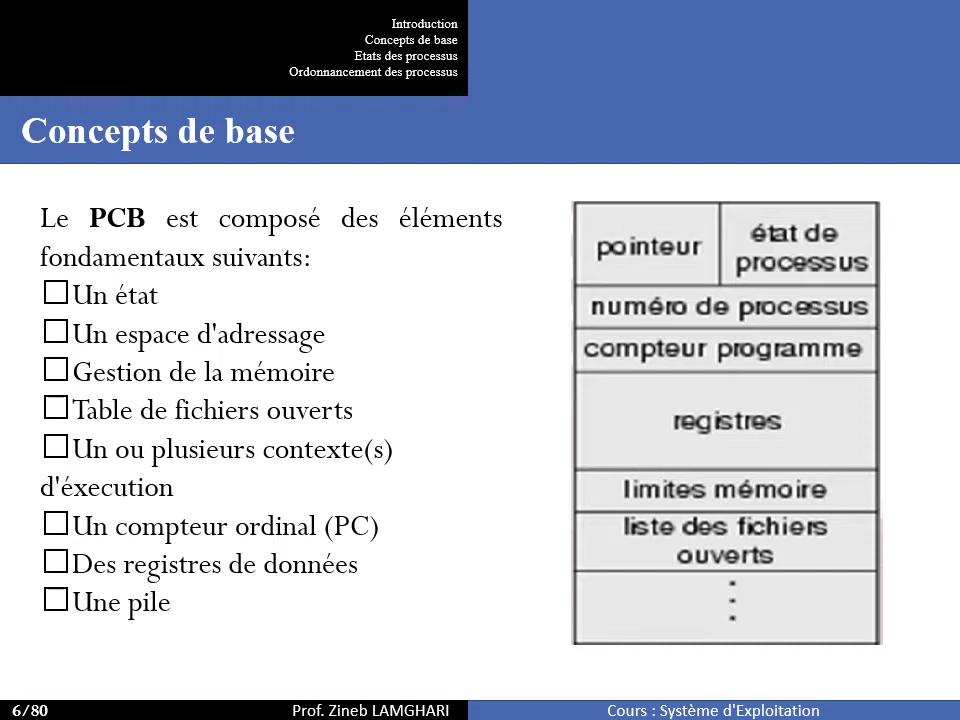 Introduction
Concepts de base
Etats des processus
Ordonnancement des processus
Concepts de base
Le PCB est composé des éléments
fondamentaux suivants:
☐Un état
☐Un espace d'adressage
☐Gestion de la mémoire
☐Table de fichiers ouverts
☐Un ou plusieurs contexte(s)
d'éxecution
☐Un compteur ordinal (PC)
☐Des registres de données
☐Une pile
pointeur
état de
processus
numéro de processus
compteur programme
registres
limites mémoire
liste des fichiers
ouverts
6/80
Prof. Zineb LAMGHARI
Cours : Système d'Exploitation